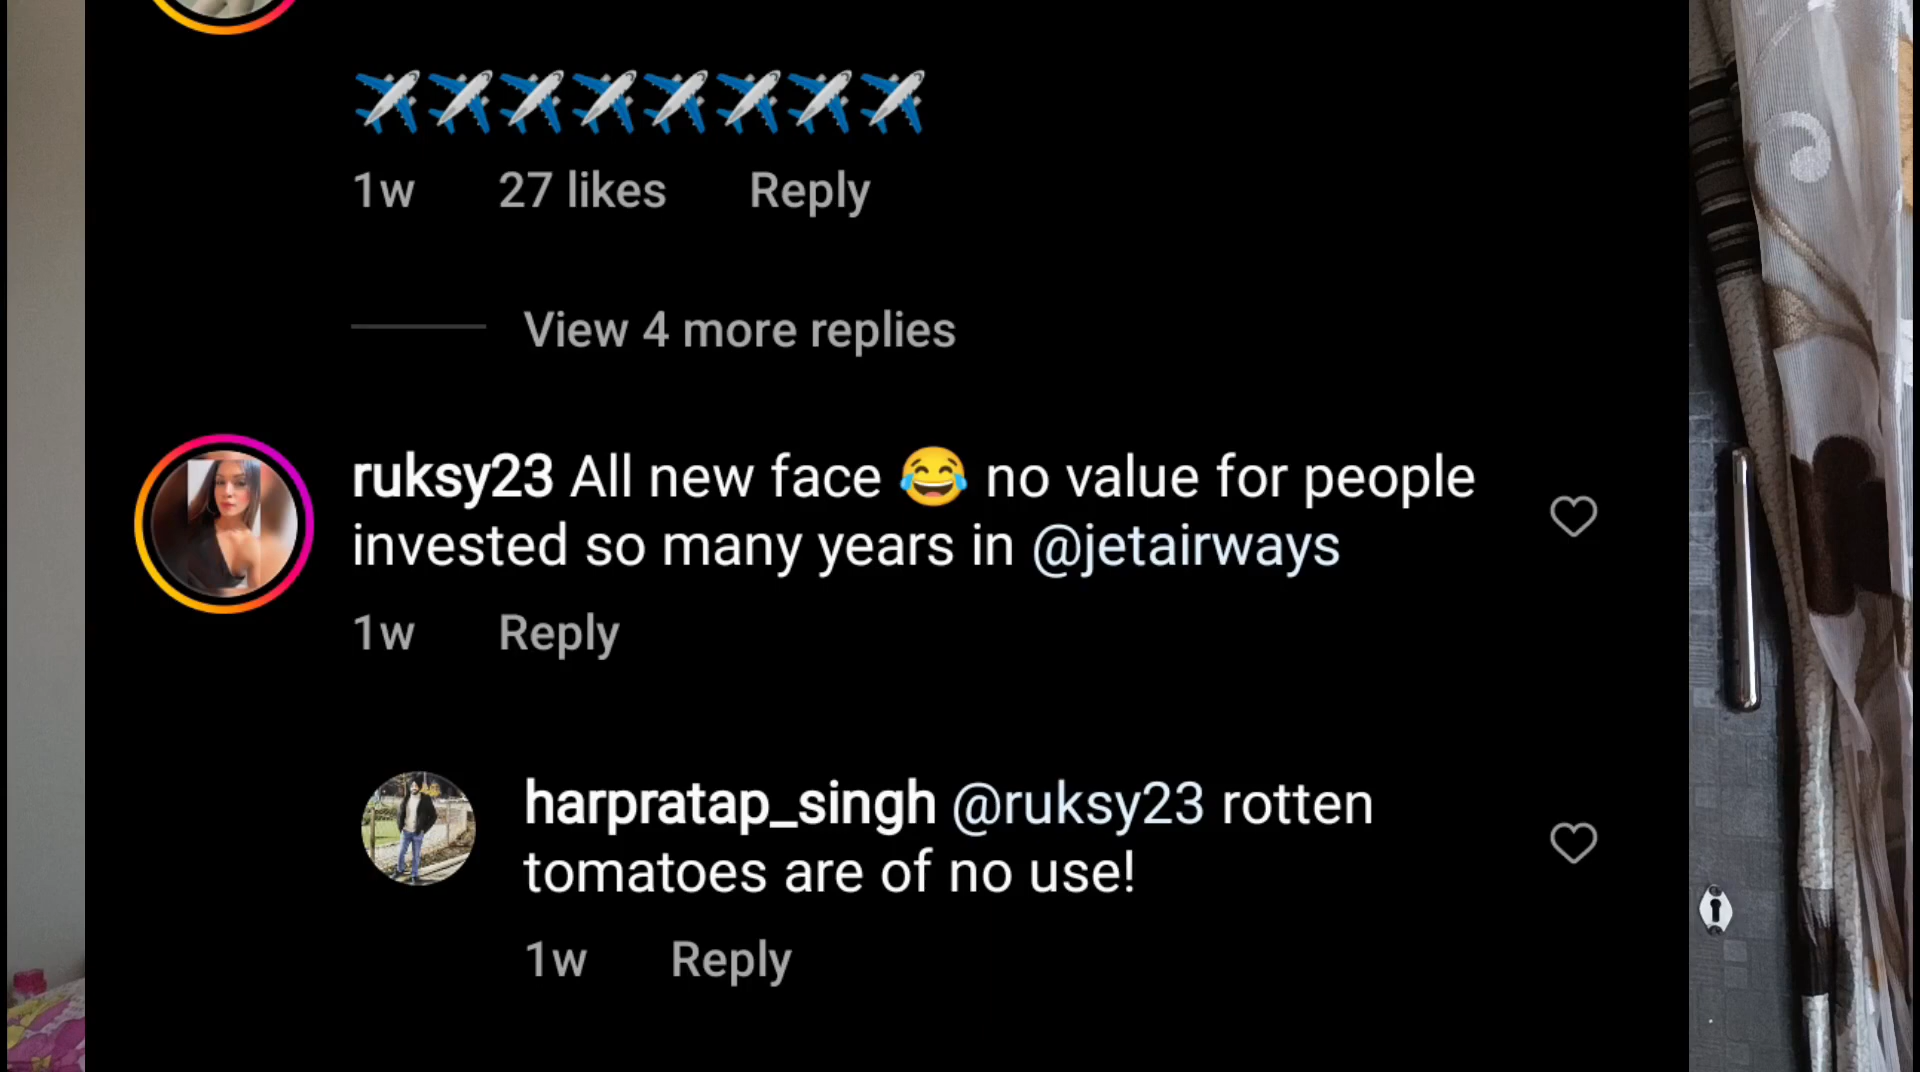 ✈️✈️✈️✈️✈️✈️✈️✈️
1w 27 likes Reply
View 4 more replies
ruksy23 All new face 😂 no value for people
invested so many years in @jetairways
1w Reply
harpratap_singh @ruksy23 rotten
tomatoes are of no use!
1w Reply